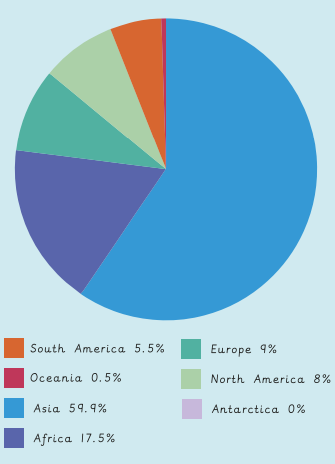 South America 5.5%
Europe 9%
Oceania 0.5%
North America 8%
Asia 59.9%
Antarctica 0%
Africa 17.5%